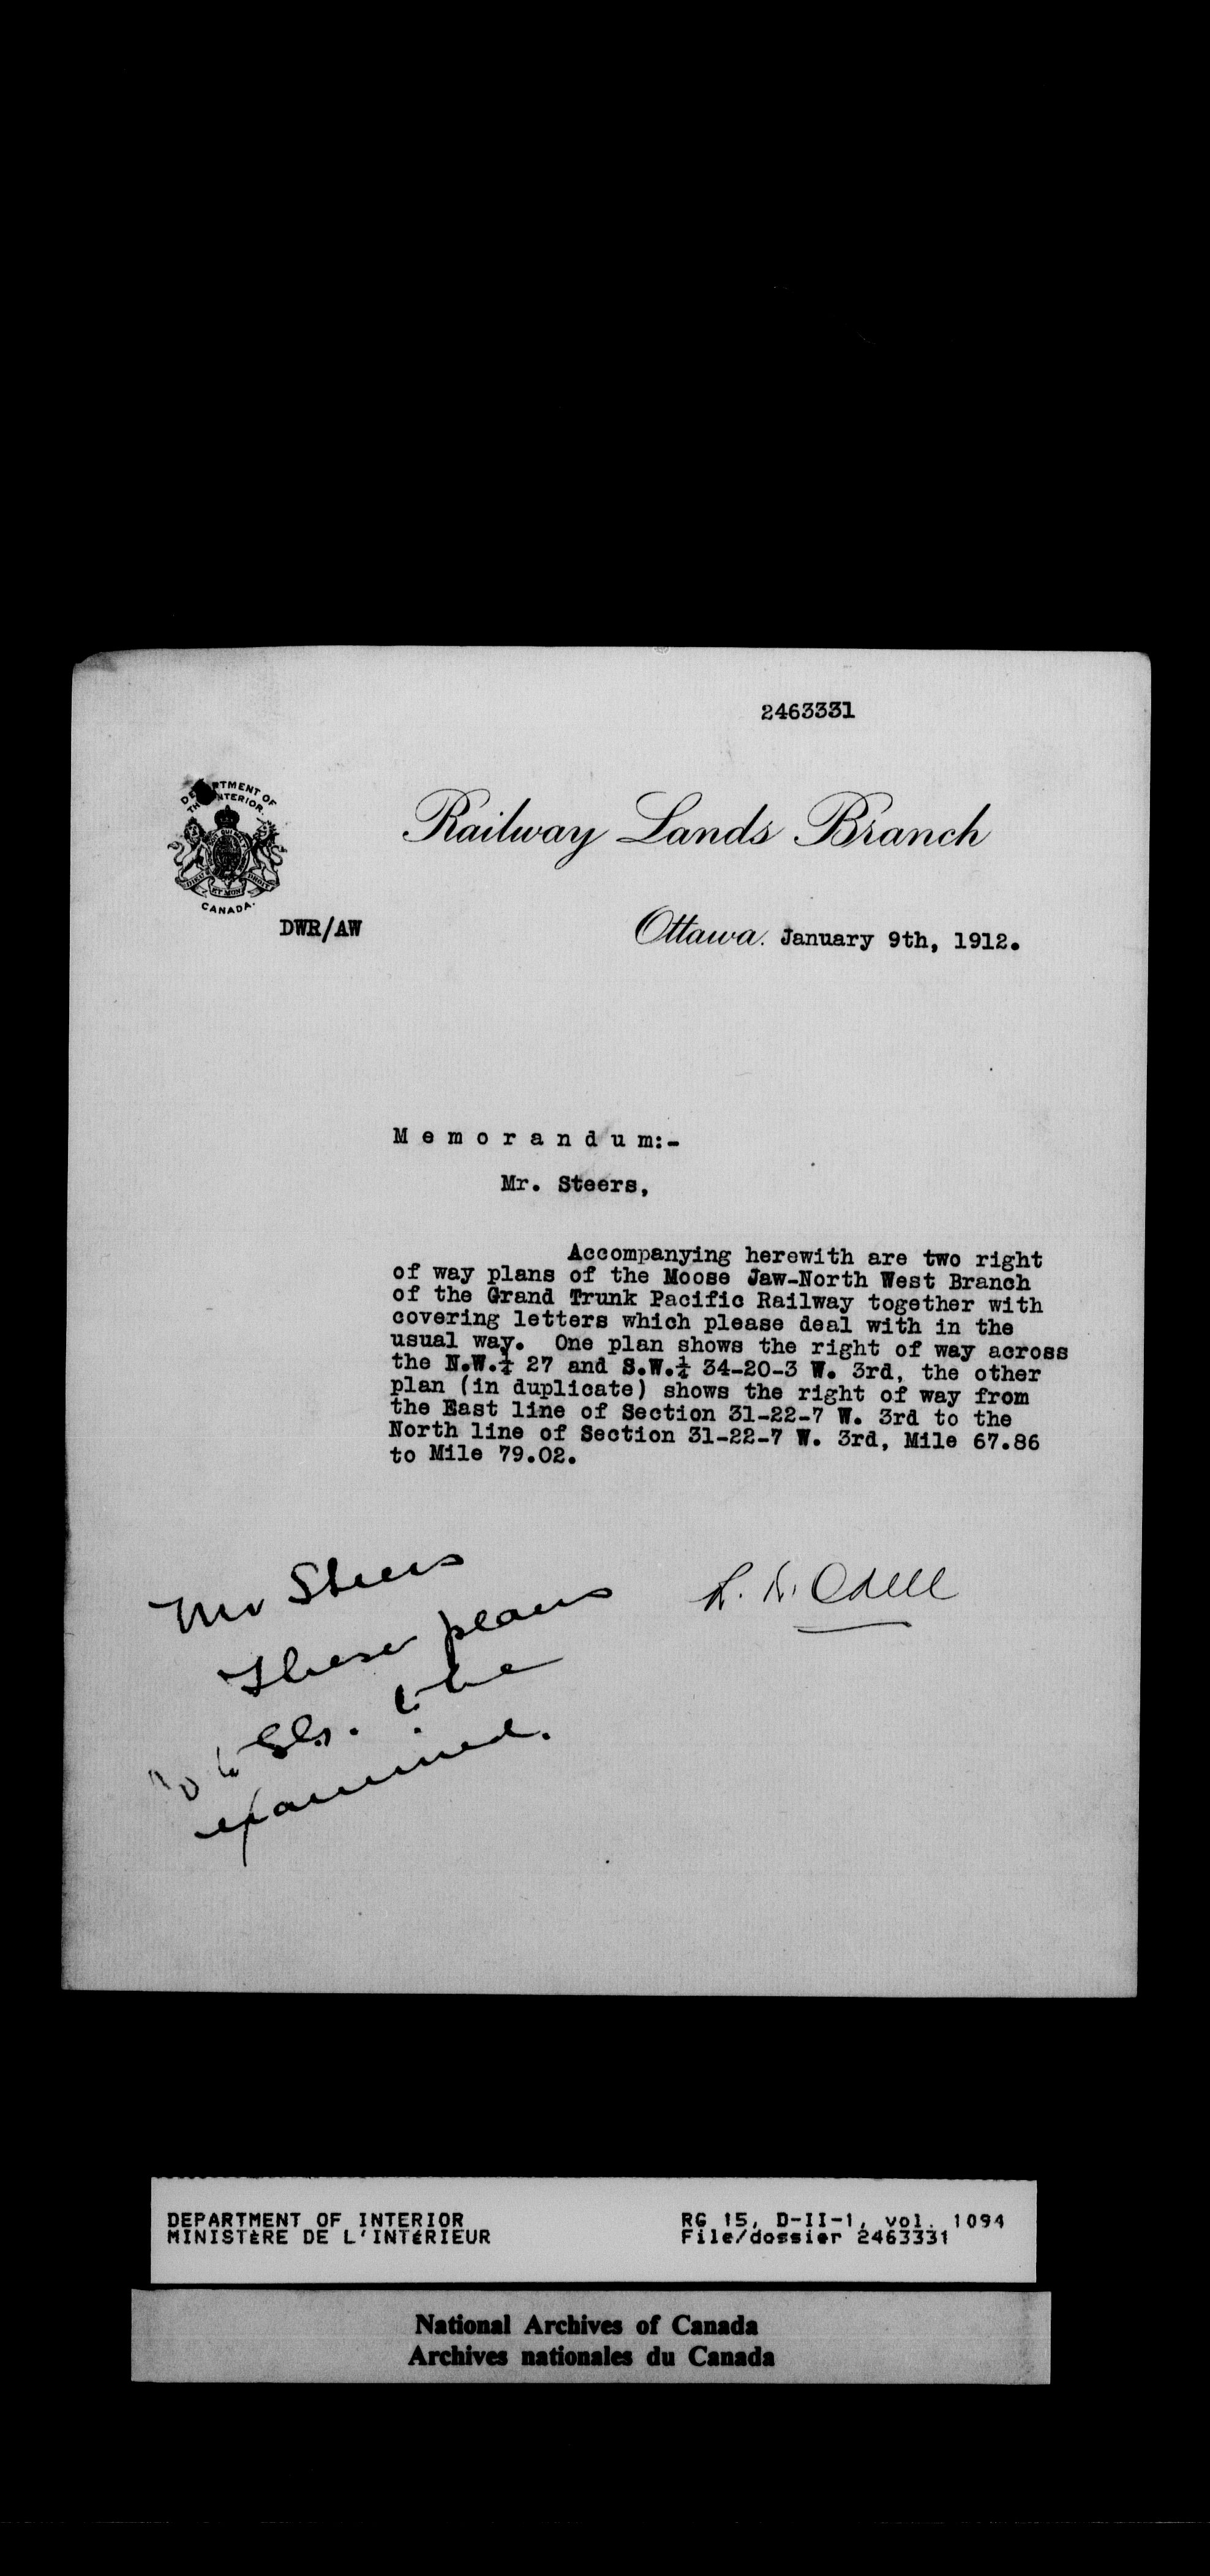 2463331
DEPARTMENT OF
THE INTERIOR.
CANADA.
Railway Lands Branch
DWR/AW
Ottawa. January 9th, 1912.
M e m o r a n d u m:-
Mr. Steers,
Accompanying herewith are two right
of way plans of the Moose Jaw-North West Branch
of the Grand Trunk Pacific Railway together with
covering letters which please deal with in the
usual way. One plan shows the right of way across
the N.W.¼ 27 and S.W.¼ 34-20-3 W. 3rd, the other
plan (in duplicate) shows the right of way from
the East line of Section 31-22-7 W. 3rd to the
North line of Section 31-22-7 W. 3rd, Mile 67.86
to Mile 79.02.
Mr Steers
These plans
be
examined.
DEPARTMENT OF INTERIOR
MINISTÈRE DE L'INTÉRIEUR
RG 15, D-II-1, vol. 1094
File/dossier 2463331
National Archives of Canada
Archives nationales du Canada